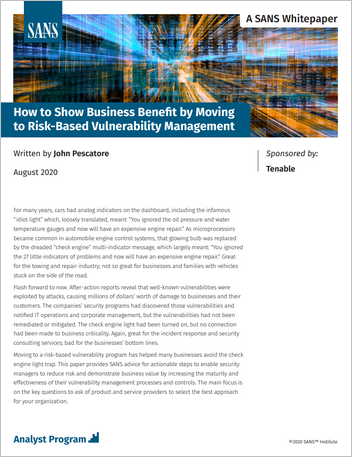 SANS
A SANS Whitepaper
How to Show Business Benefit by Moving
to Risk-Based Vulnerability Management
Written by John Pescatore
Sponsored by:
August 2020
Tenable
For many years, cars had analog indicators on the dashboard, including the infamous
"idiot light" which, loosely translated, meant: "You ignored the oil pressure and water
temperature gauges and now will have an expensive engine repair." As microprocessors
became common in automobile engine control systems, that glowing bulb was replaced
by the dreaded "check engine" multi-indicator message, which largely meant: "You ignored
the 27 little indicators of problems and now will have an expensive engine repair." Great
for the towing and repair industry; not so great for businesses and families with vehicles
stuck on the side of the road.
Flash forward to now. After-action reports reveal that well-known vulnerabilities were
exploited by attacks, causing millions of dollars' worth of damage to businesses and their
customers. The companies' security programs had discovered those vulnerabilities and
notified IT operations and corporate management, but the vulnerabilities had not been
remediated or mitigated. The check engine light had been turned on, but no connection
had been made to business criticality. Again, great for the incident response and security
consulting services; bad for the businesses' bottom lines.
Moving to a risk-based vulnerability program has helped many businesses avoid the check
engine light trap. This paper provides SANS advice for actionable steps to enable security
managers to reduce risk and demonstrate business value by increasing the maturity and
effectiveness of their vulnerability management processes and controls. The main focus is
on the key questions to ask of product and service providers to select the best approach
for your organization.
Analyst Program
©2020 SANS™ Institute